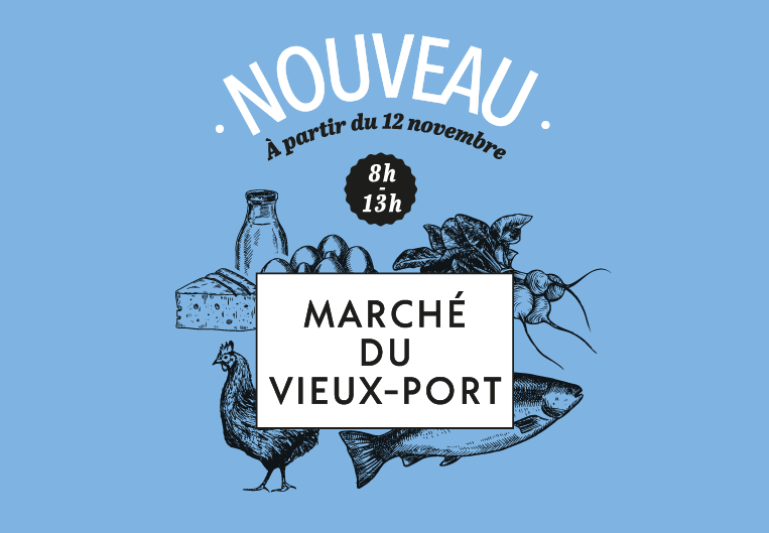 · NOUVEAU ·
À partir du 12 novembre
8h
-
13h
MARCHÉ
DU
VIEUX-PORT